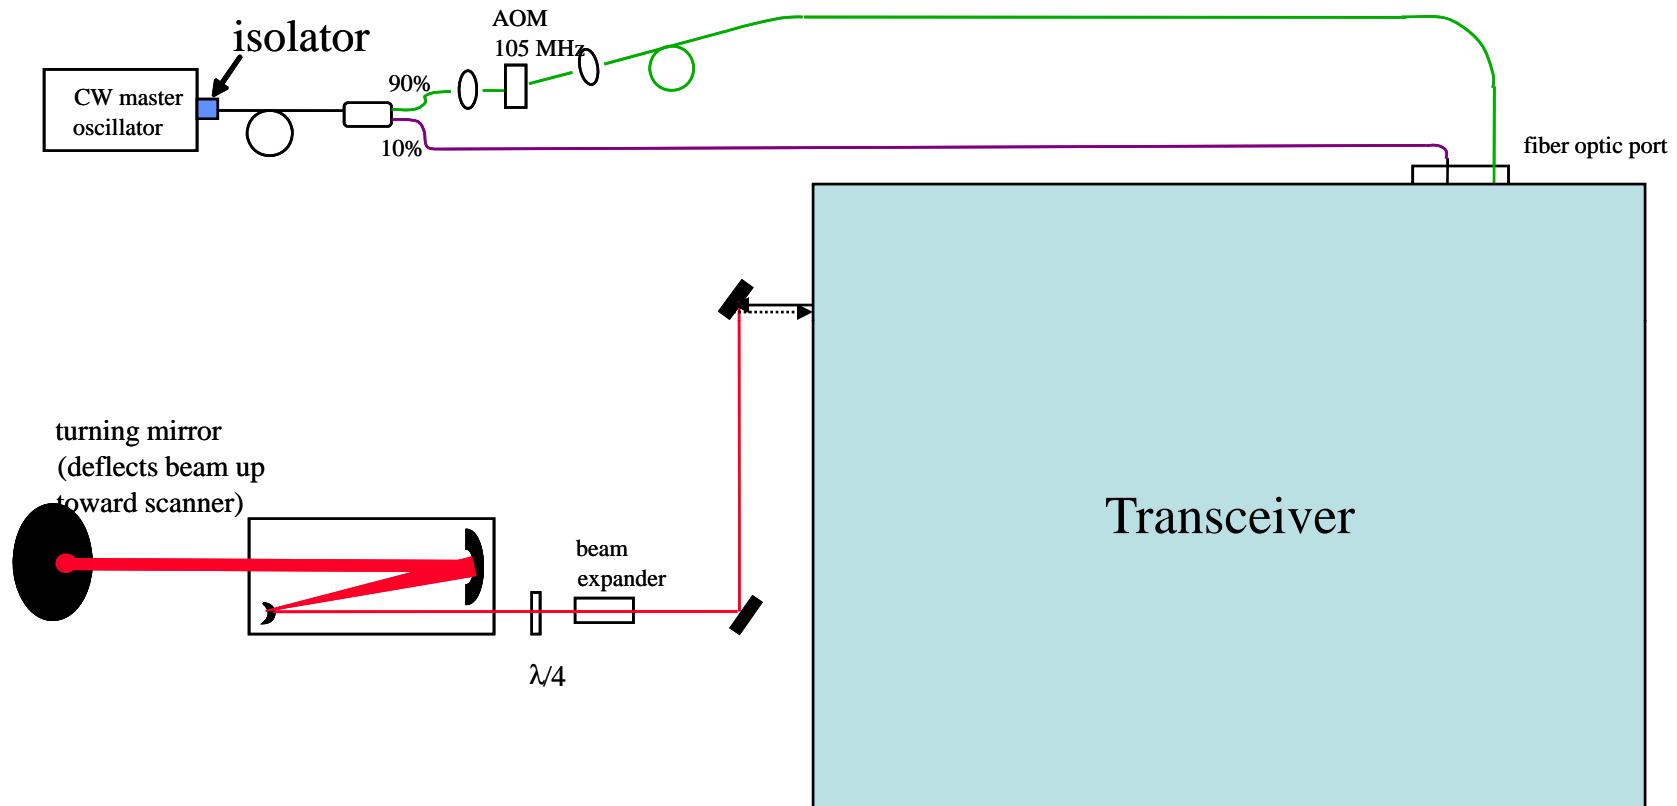 isolator
AOM
105 MHz
CW master
oscillator
90%
10%
fiber optic port
turning mirror
(deflects beam up
toward scanner)
beam
expander
λ/4
Transceiver